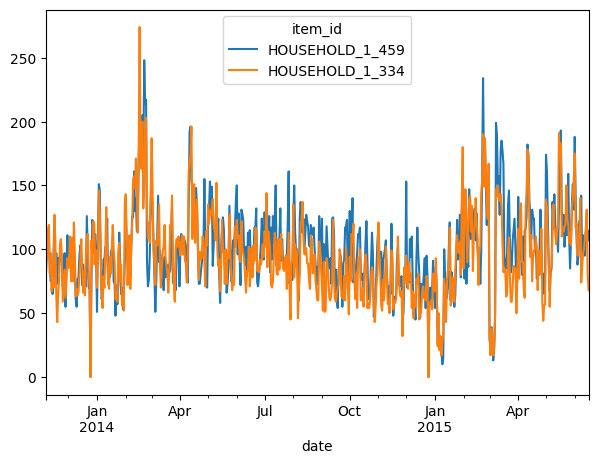 item_id
HOUSEHOLD_1_459
HOUSEHOLD_1_334
250
200
150
100
50
0
Jan Apr Jul Oct Jan Apr
2014 2015
date